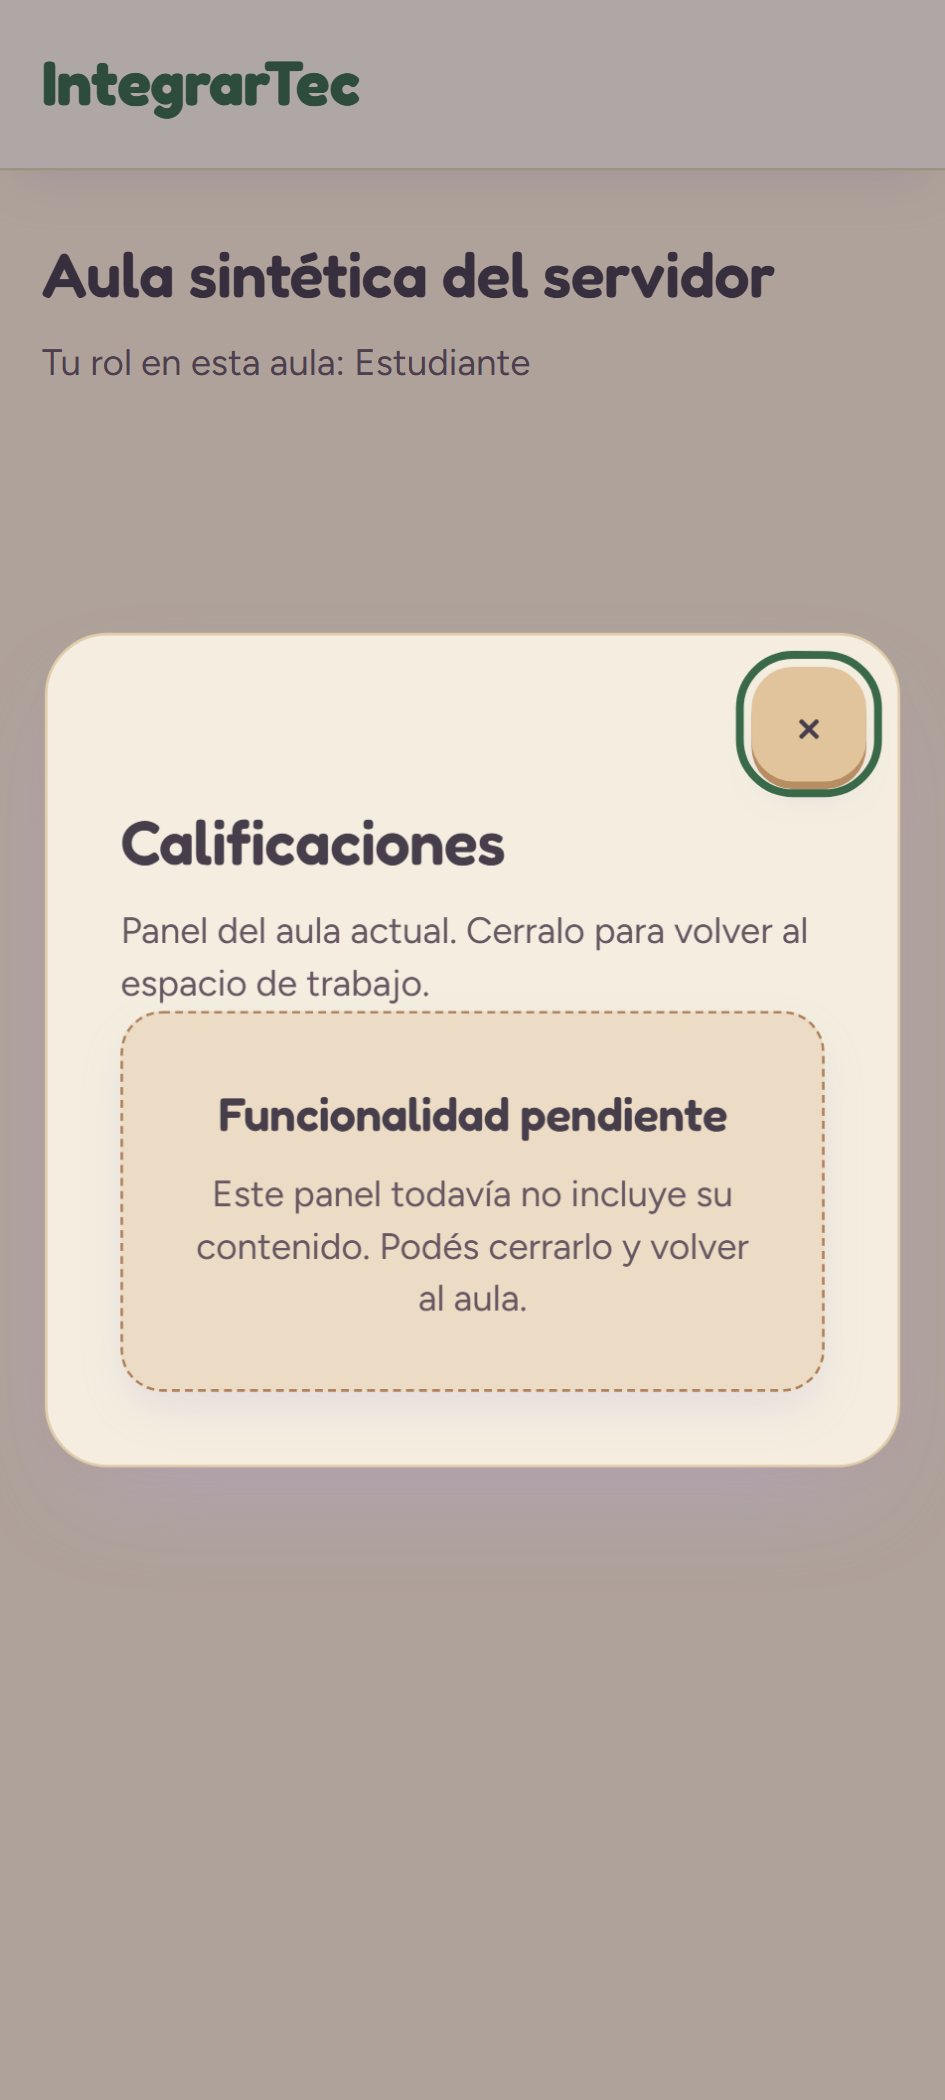 IntegrarTec
Aula sintética del servidor
Tu rol en esta aula: Estudiante
×
Calificaciones
Panel del aula actual. Cerralo para volver al
espacio de trabajo.
Funcionalidad pendiente
Este panel todavía no incluye su
contenido. Podés cerrarlo y volver
al aula.